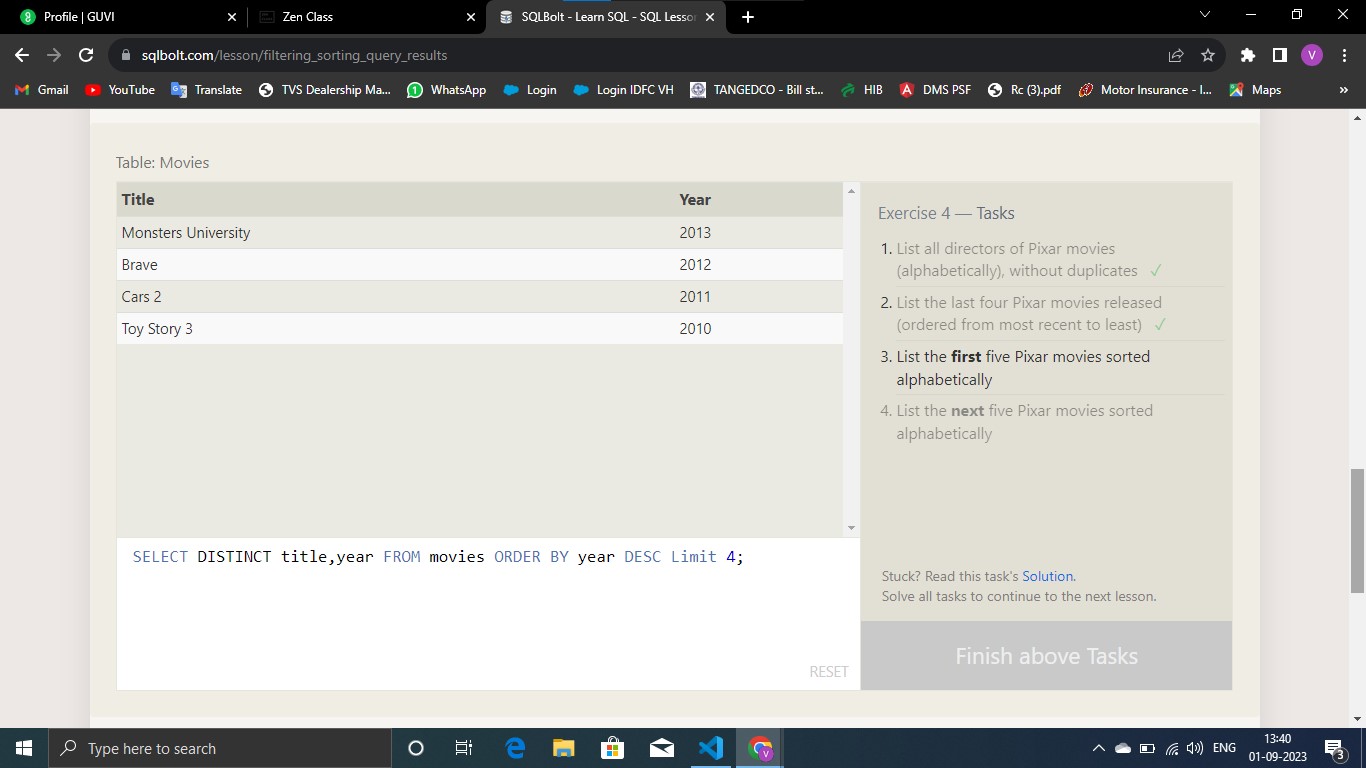 Profile | GUVI
Zen Class
SQLBolt - Learn SQL - SQL Lesson
sqlbolt.com/lesson/filtering_sorting_query_results
V
Gmail YouTube Translate TVS Dealership Ma... WhatsApp Login Login IDFC VH TANGEDCO - Bill st... HIB DMS PSF Rc (3).pdf Motor Insurance - I... Maps »
Table: Movies
Title Year
Monsters University 2013
Brave 2012
Cars 2 2011
Toy Story 3 2010
SELECT DISTINCT title,year FROM movies ORDER BY year DESC Limit 4;
RESET
Exercise 4 — Tasks
1. List all directors of Pixar movies
(alphabetically), without duplicates ✓
2. List the last four Pixar movies released
(ordered from most recent to least) ✓
3. List the first five Pixar movies sorted
alphabetically
4. List the next five Pixar movies sorted
alphabetically
Stuck? Read this task's Solution.
Solve all tasks to continue to the next lesson.
Finish above Tasks
Type here to search
V
ENG
13:40
01-09-2023
3